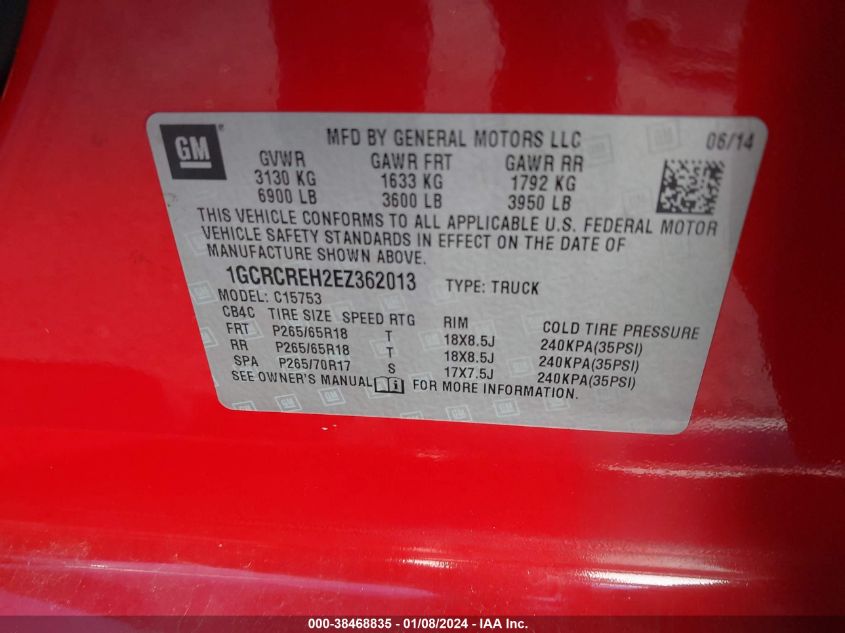 GM
MFD BY GENERAL MOTORS LLC 06/14
GVWR GAWR FRT GAWR RR
3130 KG 1633 KG 1792 KG
6900 LB 3600 LB 3950 LB
THIS VEHICLE CONFORMS TO ALL APPLICABLE U.S. FEDERAL MOTOR
VEHICLE SAFETY STANDARDS IN EFFECT ON THE DATE OF
MANUFACTURE SHOWN ABOVE.
1GCRCREH2EZ362013 TYPE: TRUCK
MODEL: C15753
CB4C TIRE SIZE SPEED RTG RIM COLD TIRE PRESSURE
FRT P265/65R18 T 18X8.5J 240KPA(35PSI)
RR P265/65R18 T 18X8.5J 240KPA(35PSI)
SPA P265/70R17 S 17X7.5J 240KPA(35PSI)
SEE OWNER'S MANUAL FOR MORE INFORMATION.
000-38468835 - 01/08/2024 - IAA Inc.